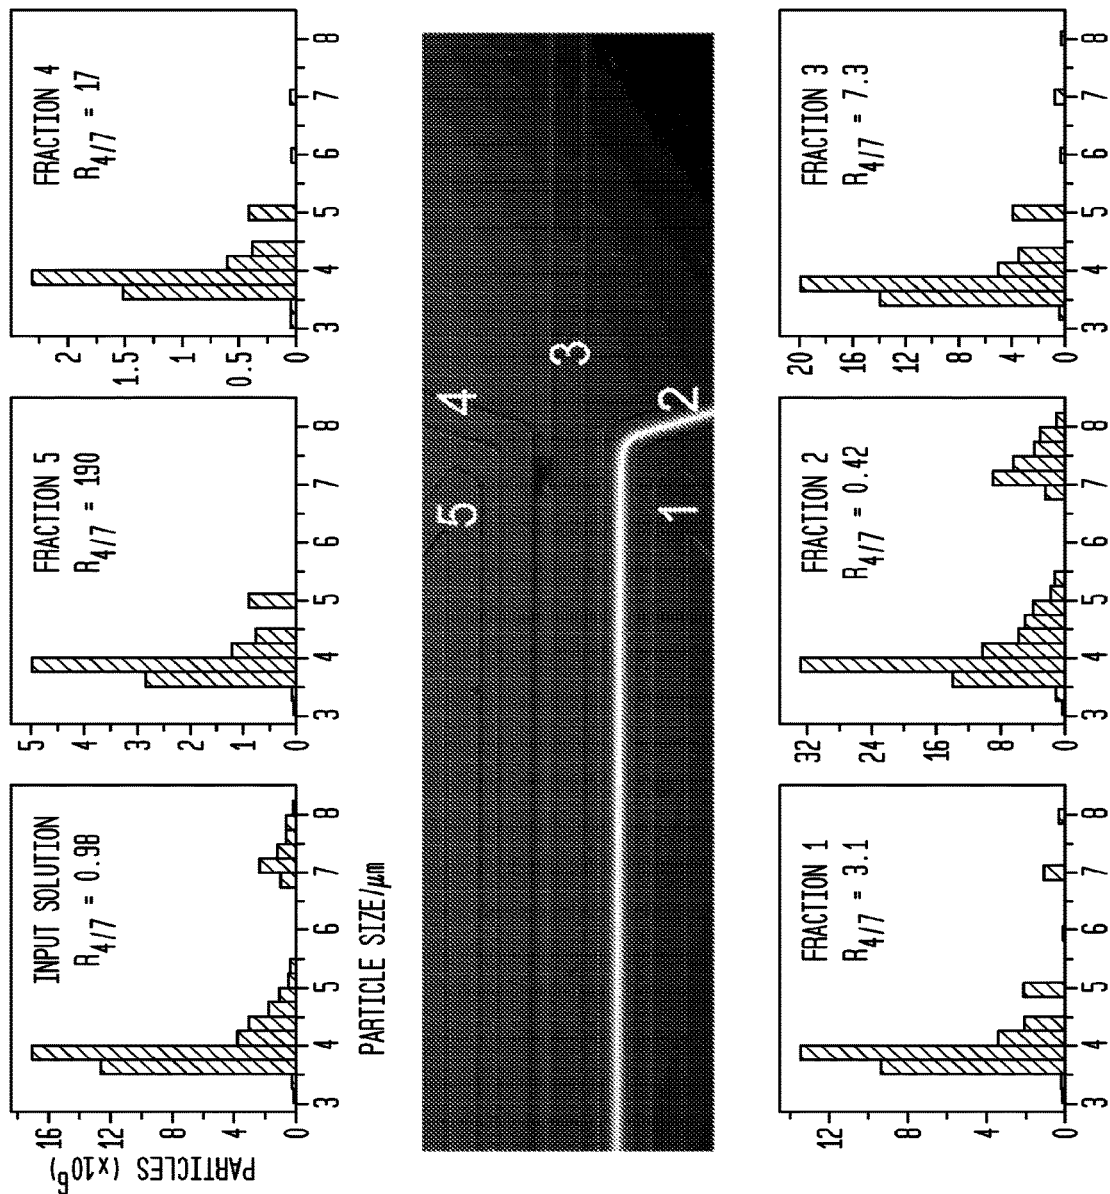 INPUT SOLUTION
R4/7 = 0.98
PARTICLES (x10⁶)
16
12
8
4
0
3 4 5 6 7 8
PARTICLE SIZE/μm
FRACTION 5
R4/7 = 190
5
4
3
2
1
0
3 4 5 6 7 8
FRACTION 4
R4/7 = 17
2
1.5
1
0.5
0
3 4 5 6 7 8
5
4
3
1
2
FRACTION 1
R4/7 = 3.1
12
8
4
0
3 4 5 6 7 8
FRACTION 2
R4/7 = 0.42
32
24
16
8
0
3 4 5 6 7 8
FRACTION 3
R4/7 = 7.3
20
16
12
8
4
0
3 4 5 6 7 8